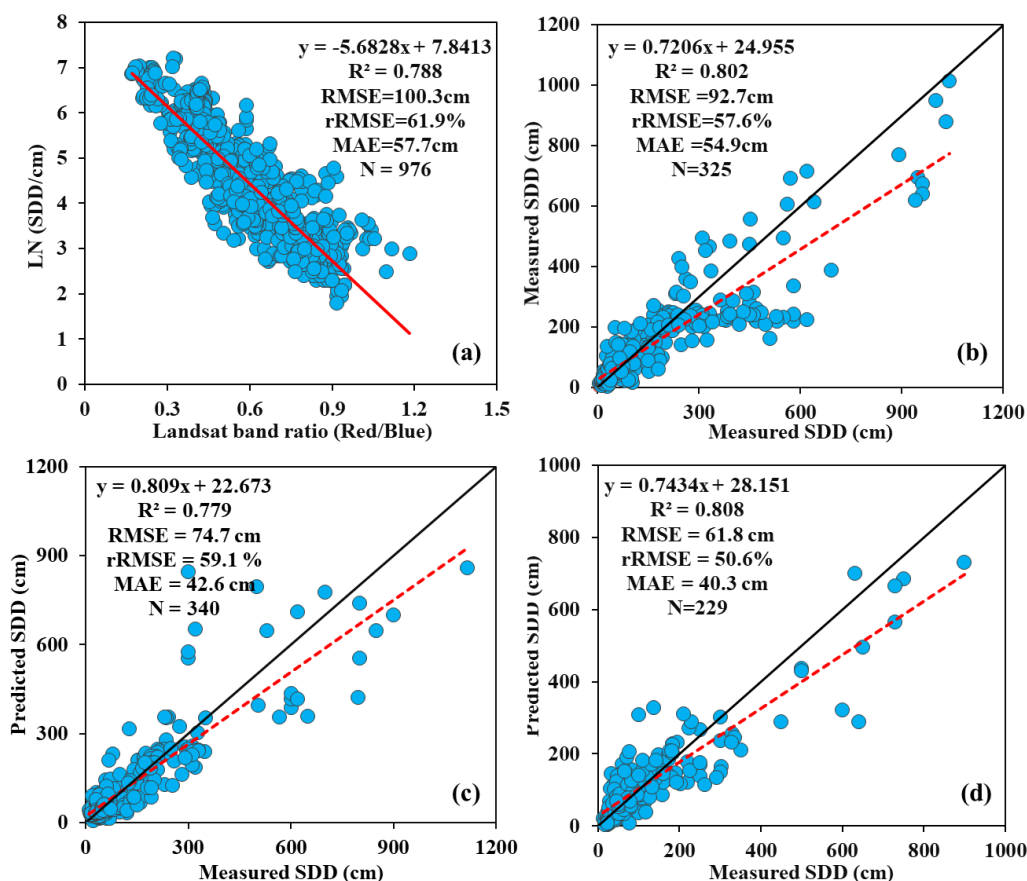 8
7
6
5
4
3
2
1
0
LN (SDD/cm)
y = -5.6828x + 7.8413
R² = 0.788
RMSE=100.3cm
rRMSE=61.9%
MAE=57.7cm
N = 976
(a)
0 0.3 0.6 0.9 1.2 1.5
Landsat band ratio (Red/Blue)
1200
1000
800
600
400
200
0
Measured SDD (cm)
y = 0.7206x + 24.955
R² = 0.802
RMSE=92.7cm
rRMSE=57.6%
MAE=54.9cm
N=325
(b)
0 300 600 900 1200
Measured SDD (cm)
1200
900
600
300
0
Predicted SDD (cm)
y = 0.809x + 22.673
R² = 0.779
RMSE = 74.7 cm
rRMSE = 59.1 %
MAE = 42.6 cm
N = 340
(c)
0 300 600 900 1200
Measured SDD (cm)
1000
800
600
400
200
0
Predicted SDD (cm)
y = 0.7434x + 28.151
R² = 0.808
RMSE = 61.8 cm
rRMSE = 50.6%
MAE = 40.3 cm
N=229
(d)
0 200 400 600 800 1000
Measured SDD (cm)